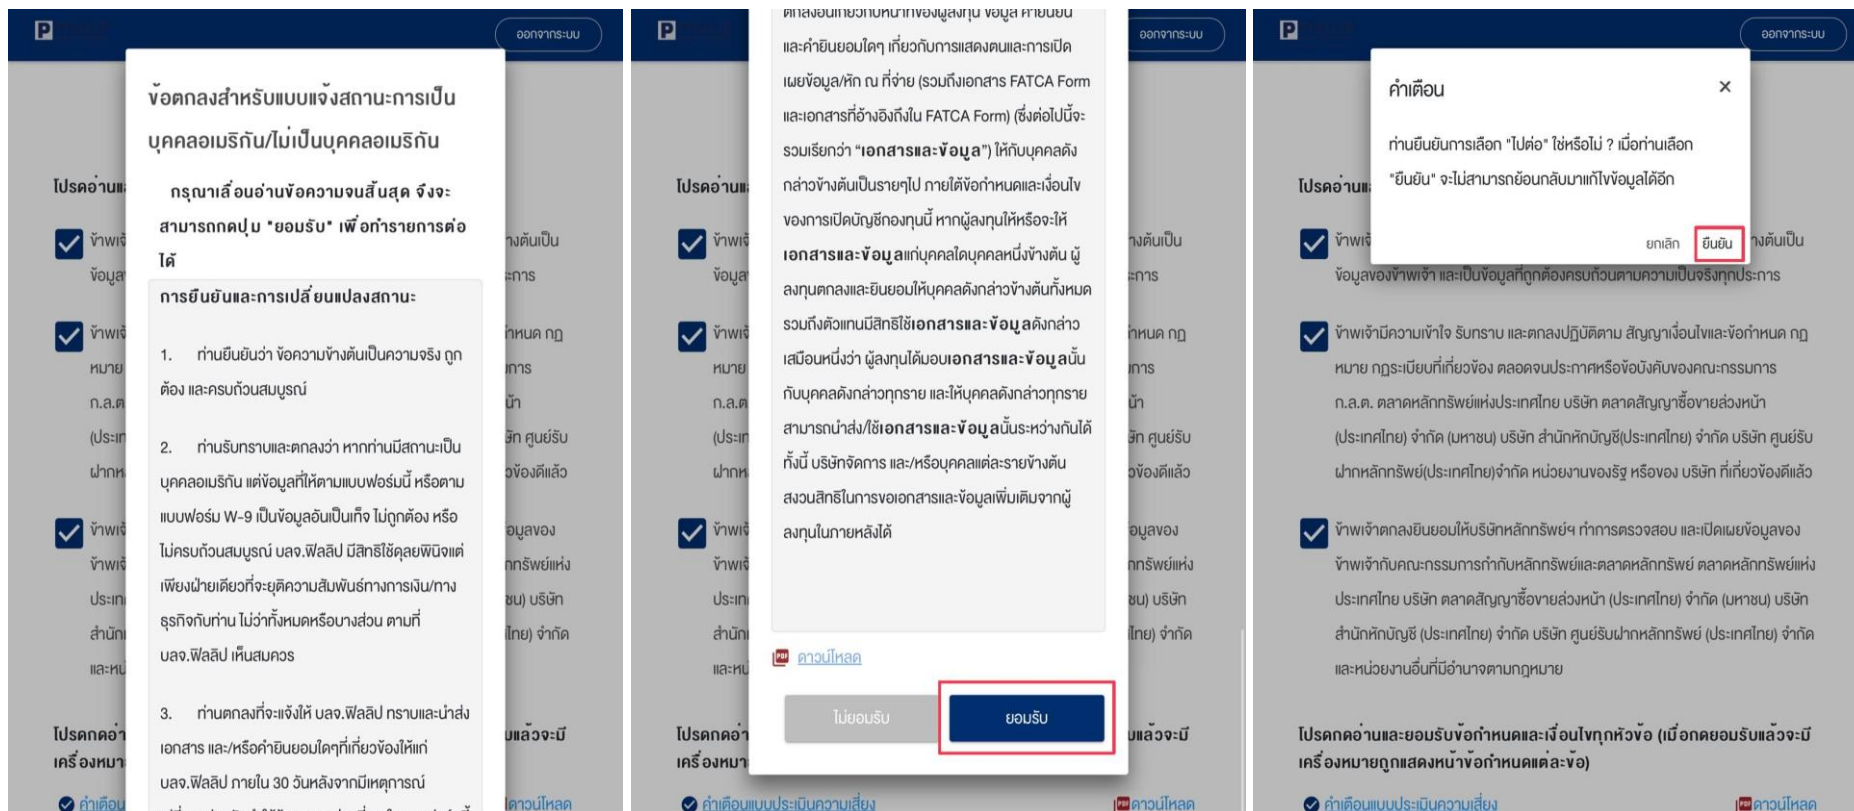 P
ออกจากระบบ
ข้อตกลงสำหรับแบบแจ้งสถานะการเป็น
บุคคลอเมริกัน/ไม่เป็นบุคคลอเมริกัน
กรุณาเลื่อนอ่านข้อความจนสิ้นสุด จึงจะ
สามารถกดปุ่ม "ยอมรับ" เพื่อทำรายการต่อ
ได้
การยืนยันและการเปลี่ยนแปลงสถานะ
1. ท่านยืนยันว่า ข้อความข้างต้นเป็นความจริง ถูก
ต้อง และครบถ้วนสมบูรณ์
2. ท่านรับทราบและตกลงว่า หากท่านมีสถานะเป็น
บุคคลอเมริกัน แต่ข้อมูลที่ให้ตามแบบฟอร์มนี้ หรือตาม
แบบฟอร์ม W-9 เป็นข้อมูลอันเป็นเท็จ ไม่ถูกต้อง หรือ
ไม่ครบถ้วนสมบูรณ์ บลจ.ฟิลลิป มีสิทธิใช้ดุลยพินิจแต่
เพียงฝ่ายเดียวที่จะยุติความสัมพันธ์ทางการเงิน/ทาง
ธุรกิจกับท่าน ไม่ว่าทั้งหมดหรือบางส่วน ตามที่
บลจ.ฟิลลิป เห็นสมควร
3. ท่านตกลงที่จะแจ้งให้ บลจ.ฟิลลิป ทราบและนำส่ง
เอกสาร และ/หรือคำยินยอมใดๆที่เกี่ยวข้องให้แก่
บลจ.ฟิลลิป ภายใน 30 วันหลังจากมีเหตุการณ์
ดาวน์โหลด
P
ออกจากระบบ
และคำยินยอมใดๆ เกี่ยวกับการแสดงตนและการเปิด
เผยข้อมูล/หัก ณ ที่จ่าย (รวมถึงเอกสาร FATCA Form
และเอกสารที่อ้างอิงถึงใน FATCA Form) (ซึ่งต่อไปนี้จะ
รวมเรียกว่า “เอกสารและข้อมูล”) ให้กับบุคคลดัง
กล่าวข้างต้นเป็นรายๆไป ภายใต้ข้อกำหนดและเงื่อนไข
ของการเปิดบัญชีกองทุนนี้ หากผู้ลงทุนให้หรือจะให้
เอกสารและข้อมูลแก่บุคคลใดบุคคลหนึ่งข้างต้น ผู้
ลงทุนตกลงและยินยอมให้บุคคลดังกล่าวข้างต้นทั้งหมด
รวมถึงตัวแทนมีสิทธิใช้เอกสารและข้อมูลดังกล่าว
เสมือนหนึ่งว่า ผู้ลงทุนได้มอบเอกสารและข้อมูลนั้น
กับบุคคลดังกล่าวทุกราย และให้บุคคลดังกล่าวทุกราย
สามารถนำส่ง/ใช้เอกสารและข้อมูลนั้นระหว่างกันได้
ทั้งนี้ บริษัทจัดการ และ/หรือบุคคลแต่ละรายข้างต้น
สงวนสิทธิในการขอเอกสารและข้อมูลเพิ่มเติมจากผู้
ลงทุนในภายหลังได้
ดาวน์โหลด
ไม่ยอมรับ ยอมรับ
คำเตือนแบบประเมินความเสี่ยง ดาวน์โหลด
P
ออกจากระบบ
คำเตือน ×
ท่านยืนยันการเลือก "ไปต่อ" ใช่หรือไม่ ? เมื่อท่านเลือก
"ยืนยัน" จะไม่สามารถย้อนกลับมาแก้ไขข้อมูลได้อีก
ยกเลิก ยืนยัน
ข้อมูลของข้าพเจ้า และเป็นข้อมูลที่ถูกต้องครบถ้วนตามความเป็นจริงทุกประการ
ข้าพเจ้ามีความเข้าใจ รับทราบ และตกลงปฏิบัติตาม สัญญาเงื่อนไขและข้อกำหนด กฎ
หมาย กฎระเบียบที่เกี่ยวข้อง ตลอดจนประกาศหรือข้อบังคับของคณะกรรมการ
ก.ล.ต. ตลาดหลักทรัพย์แห่งประเทศไทย บริษัท ตลาดสัญญาซื้อขายล่วงหน้า
(ประเทศไทย) จำกัด (มหาชน) บริษัท สำนักหักบัญชี(ประเทศไทย) จำกัด บริษัท ศูนย์รับ
ฝากหลักทรัพย์(ประเทศไทย)จำกัด หน่วยงานของรัฐ หรือของ บริษัท ที่เกี่ยวข้องดีแล้ว
ข้าพเจ้าตกลงยินยอมให้บริษัทหลักทรัพย์ฯ ทำการตรวจสอบ และเปิดเผยข้อมูลของ
ข้าพเจ้ากับคณะกรรมการกำกับหลักทรัพย์และตลาดหลักทรัพย์ ตลาดหลักทรัพย์แห่ง
ประเทศไทย บริษัท ตลาดสัญญาซื้อขายล่วงหน้า (ประเทศไทย) จำกัด (มหาชน) บริษัท
สำนักหักบัญชี (ประเทศไทย) จำกัด บริษัท ศูนย์รับฝากหลักทรัพย์ (ประเทศไทย) จำกัด
และหน่วยงานอื่นที่มีอำนาจตามกฎหมาย
โปรดกดอ่านและยอมรับข้อกำหนดและเงื่อนไขทุกหัวข้อ (เมื่อกดยอมรับแล้วจะมี
เครื่องหมายถูกแสดงหน้าข้อกำหนดแต่ละข้อ)
คำเตือนแบบประเมินความเสี่ยง ดาวน์โหลด